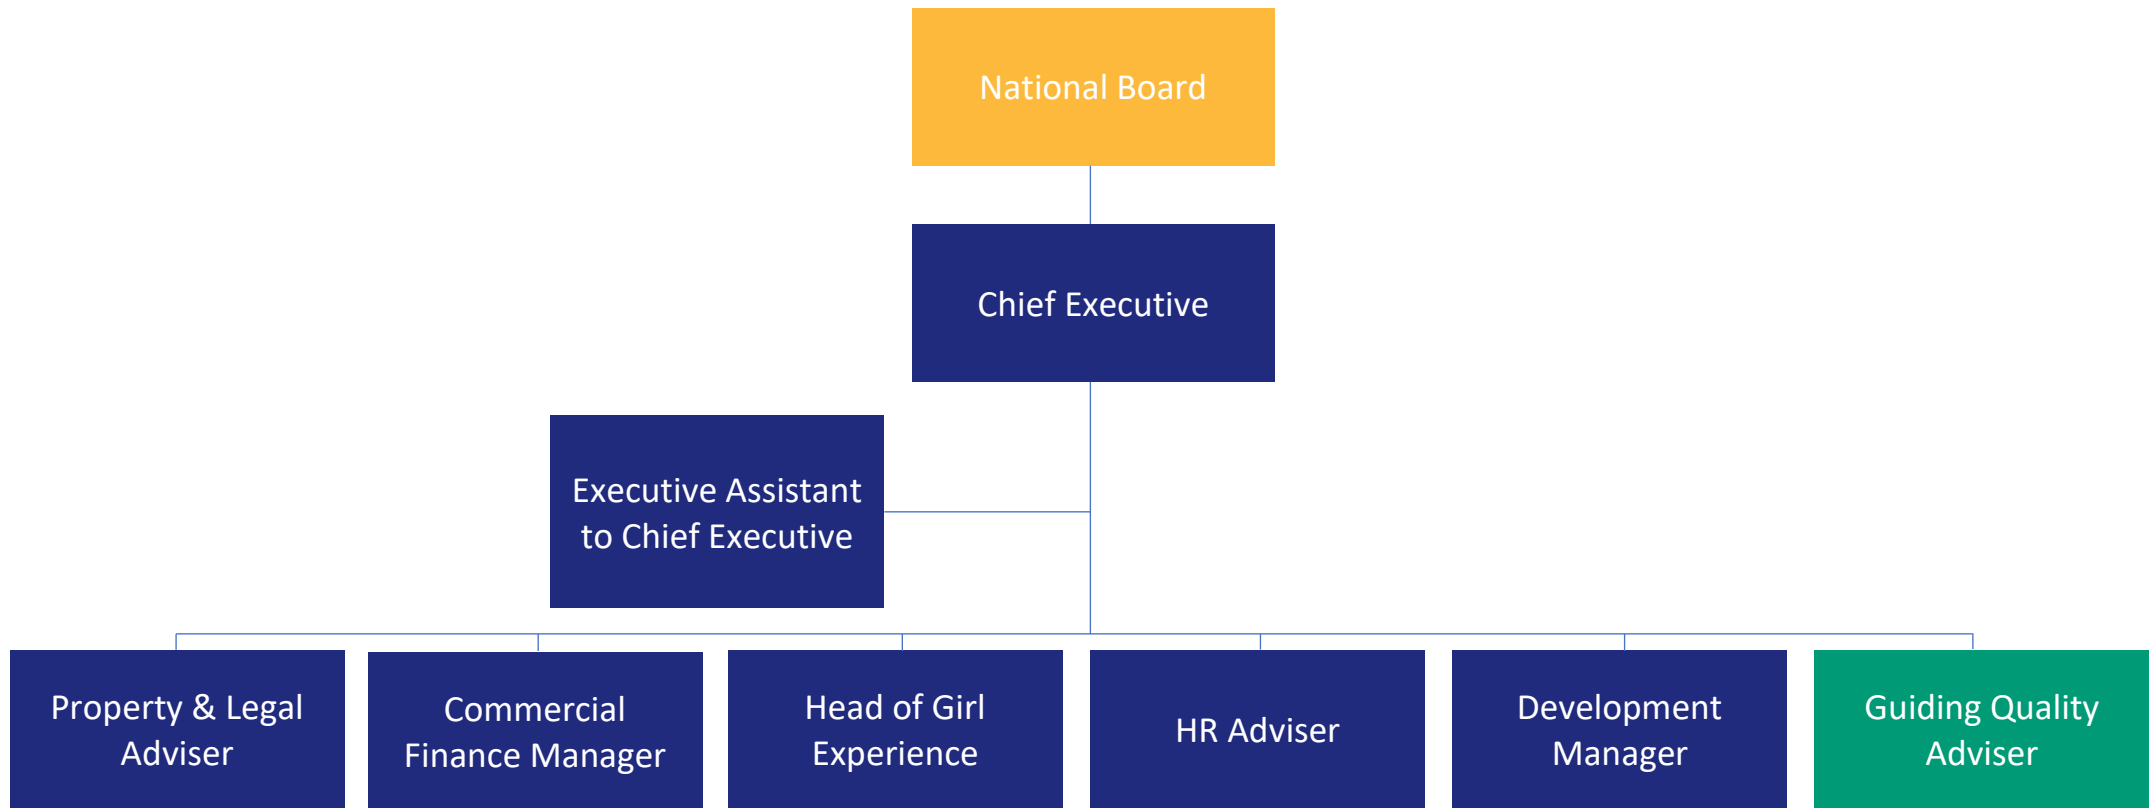 National Board
Chief Executive
Executive Assistant
to Chief Executive
Property & Legal
Adviser
Commercial
Finance Manager
Head of Girl
Experience
HR Adviser
Development
Manager
Guiding Quality
Adviser